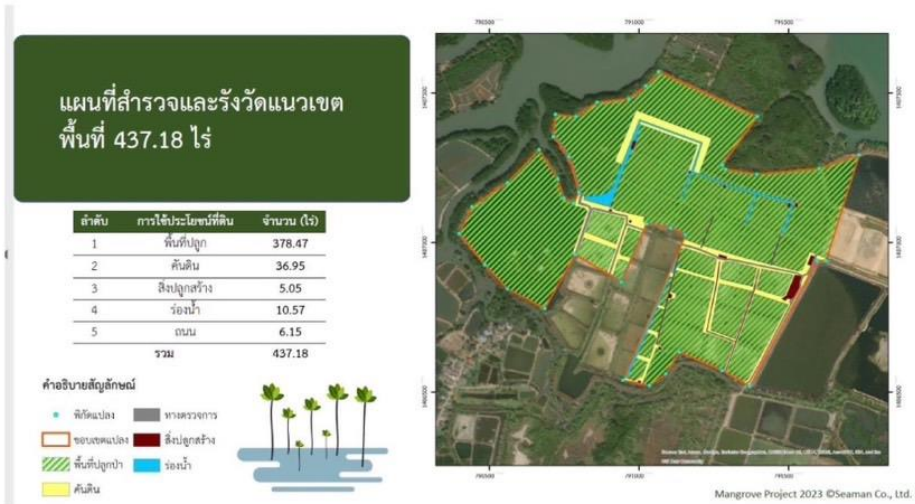 แผนที่สำรวจและรังวัดแนวเขต
พื้นที่ 437.18 ไร่
ลำดับ การใช้ประโยชน์ที่ดิน จำนวน (ไร่)
1 พื้นที่ปลูก 378.47
2 คันดิน 36.95
3 สิ่งปลูกสร้าง 5.05
4 ร่องน้ำ 10.57
5 ถนน 6.15
รวม 437.18
คำอธิบายสัญลักษณ์
พิกัดแปลง ทางตรวจการ
ขอบเขตแปลง สิ่งปลูกสร้าง
พื้นที่ปลูกป่า ร่องน้ำ
คันดิน
790500 791000 791500
1407500 1407500
1407000 1407000
1406500 1406500
790500 791000 791500
Mangrove Project 2023 ©Seaman Co., Ltd.